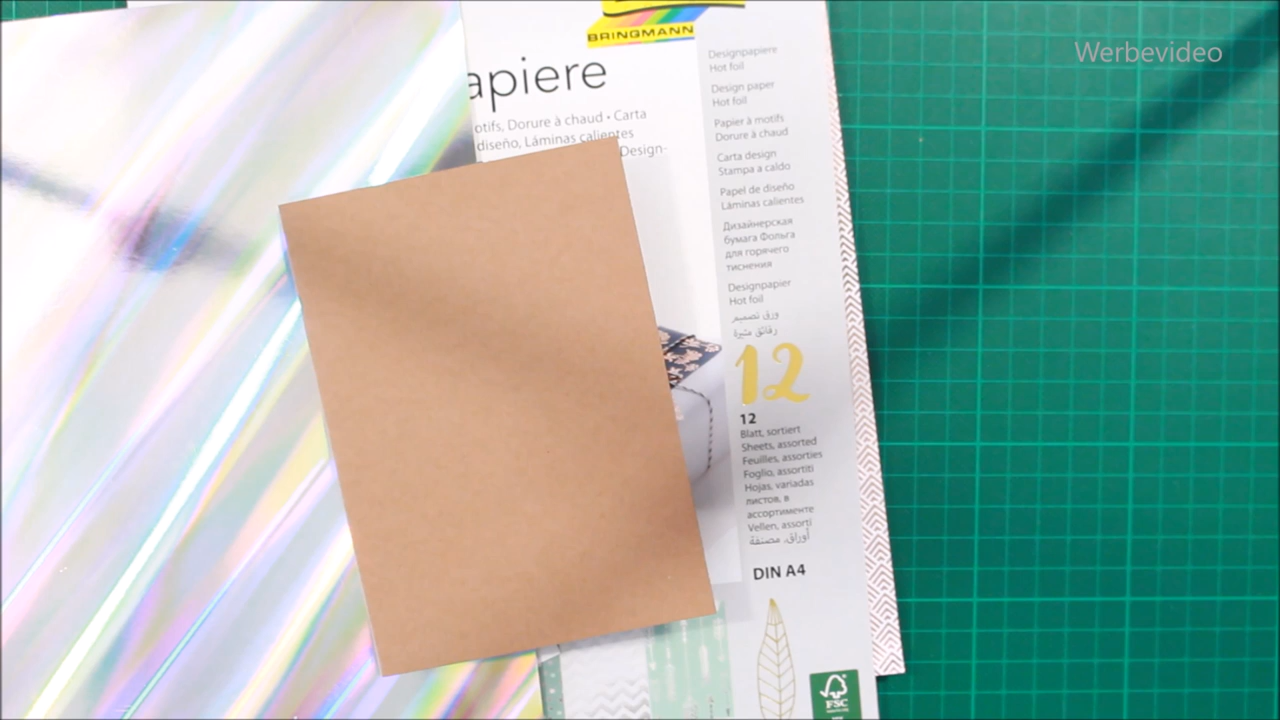 Werbevideo
BRINGMANN
apiere
otifs, Dorure à chaud • Carta
diseño, Láminas calientes
Design-
Designpapiere
Hot foil
Design paper
Hot foil
Papier à motifs
Dorure à chaud
Carta design
Stampa a caldo
Papel de diseño
Láminas calientes
Дизайнерская
бумага Фольга
для горячего
тиснения
Designpapier
Hot foil
ورق تصميم
12
12
Blatt, sortiert
Sheets, assorted
Feuilles, assorties
Foglio, assortiti
Hojas, variadas
листов, в
ассортименте
Vellen, assorti
أوراق، مصنفة
DIN A4
FSC